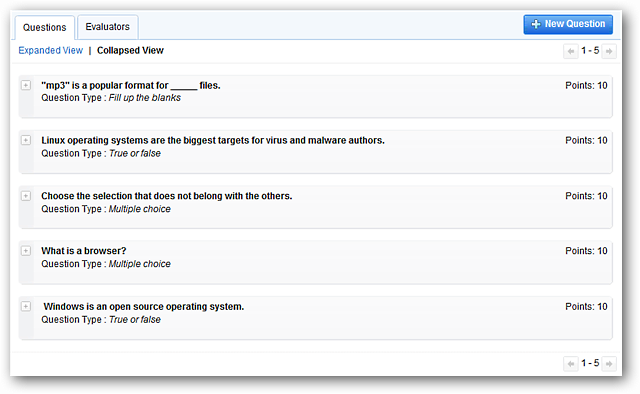 Questions Evaluators + New Question
Expanded View | Collapsed View 1 - 5
"mp3" is a popular format for _____ files. Points: 10
Question Type : Fill up the blanks
Linux operating systems are the biggest targets for virus and malware authors. Points: 10
Question Type : True or false
Choose the selection that does not belong with the others. Points: 10
Question Type : Multiple choice
What is a browser? Points: 10
Question Type : Multiple choice
Windows is an open source operating system. Points: 10
Question Type : True or false
1 - 5